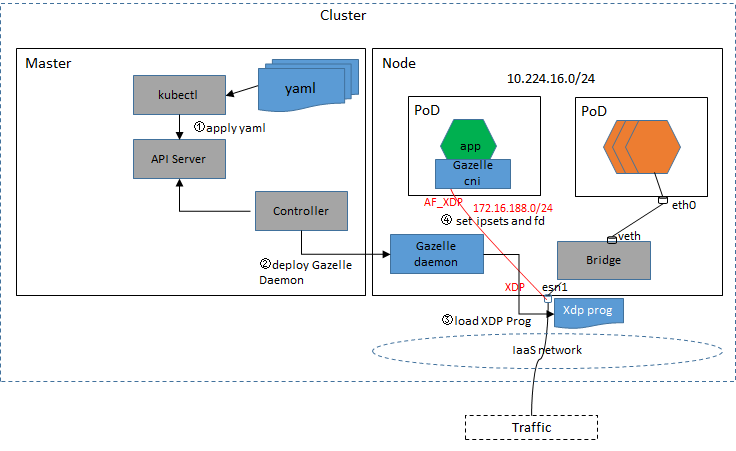 Cluster
Master
kubectl
yaml
①apply yaml
API Server
Controller
②deploy Gazelle
Daemon
Node
10.224.16.0/24
PoD
app
Gazelle
cni
PoD
AF_XDP
172.16.188.0/24
④ set ipsets and fd
eth0
veth
Gazelle
daemon
Bridge
XDP
esn1
Xdp prog
③load XDP Prog
IaaS network
Traffic